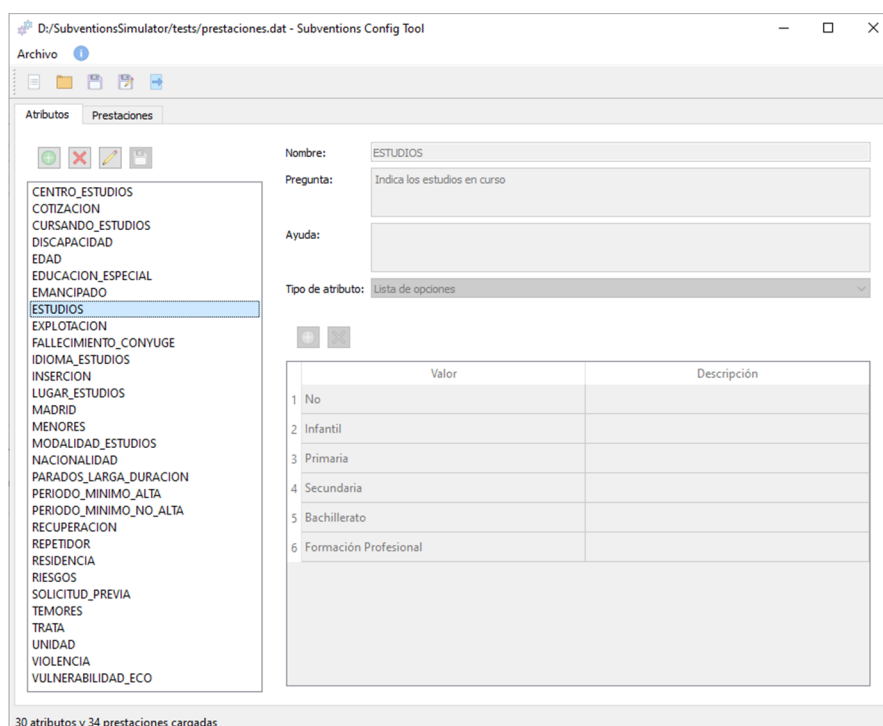 D:/SubventionsSimulator/tests/prestaciones.dat - Subventions Config Tool
Archivo
Atributos Prestaciones
Nombre: ESTUDIOS
Pregunta: Indica los estudios en curso
Ayuda:
Tipo de atributo: Lista de opciones
CENTRO_ESTUDIOS
COTIZACION
CURSANDO_ESTUDIOS
DISCAPACIDAD
EDAD
EDUCACION_ESPECIAL
EMANCIPADO
ESTUDIOS
EXPLOTACION
FALLECIMIENTO_CONYUGE
IDIOMA_ESTUDIOS
INSERCION
LUGAR_ESTUDIOS
MADRID
MENORES
MODALIDAD_ESTUDIOS
NACIONALIDAD
PARADOS_LARGA_DURACION
PERIODO_MINIMO_ALTA
PERIODO_MINIMO_NO_ALTA
RECUPERACION
REPETIDOR
RESIDENCIA
RIESGOS
SOLICITUD_PREVIA
TEMORES
TRATA
UNIDAD
VIOLENCIA
VULNERABILIDAD_ECO
Valor Descripción
1 No
2 Infantil
3 Primaria
4 Secundaria
5 Bachillerato
6 Formación Profesional
30 atributos y 34 prestaciones cargadas